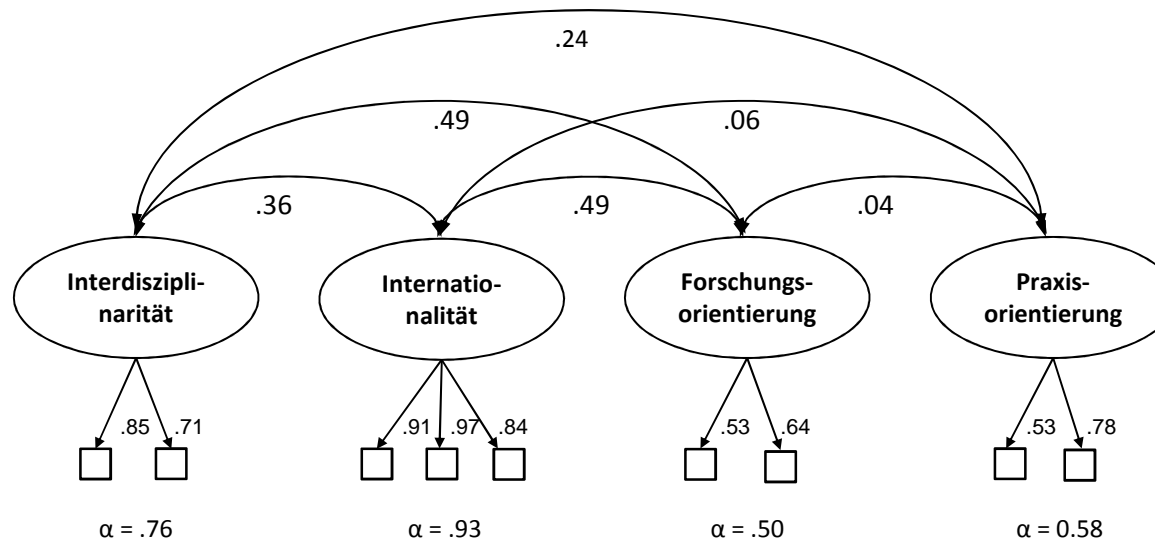 .24
.49
.06
.36
.49
.04
Interdiszipli-
narität
Internatio-
nalität
Forschungs-
orientierung
Praxis-
orientierung
.85 .71
.91 .97 .84
.53 .64
.53 .78
α = .76
α = .93
α = .50
α = 0.58